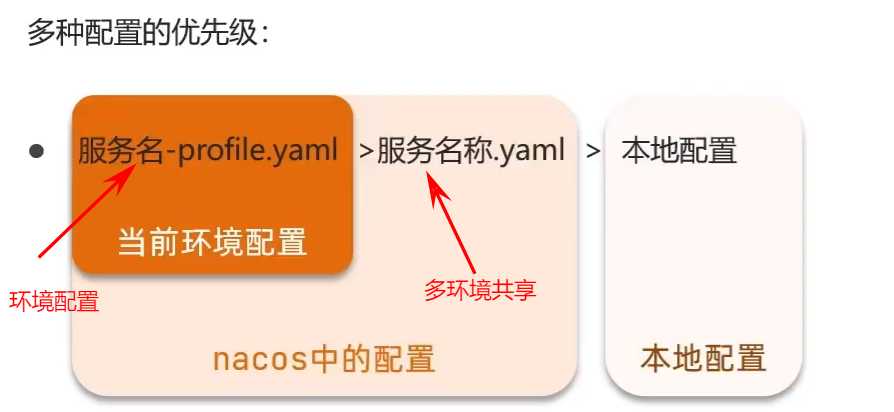 多种配置的优先级：
● 服务名-profile.yaml >服务名称.yaml > 本地配置
当前环境配置
环境配置
多环境共享
nacos中的配置
本地配置